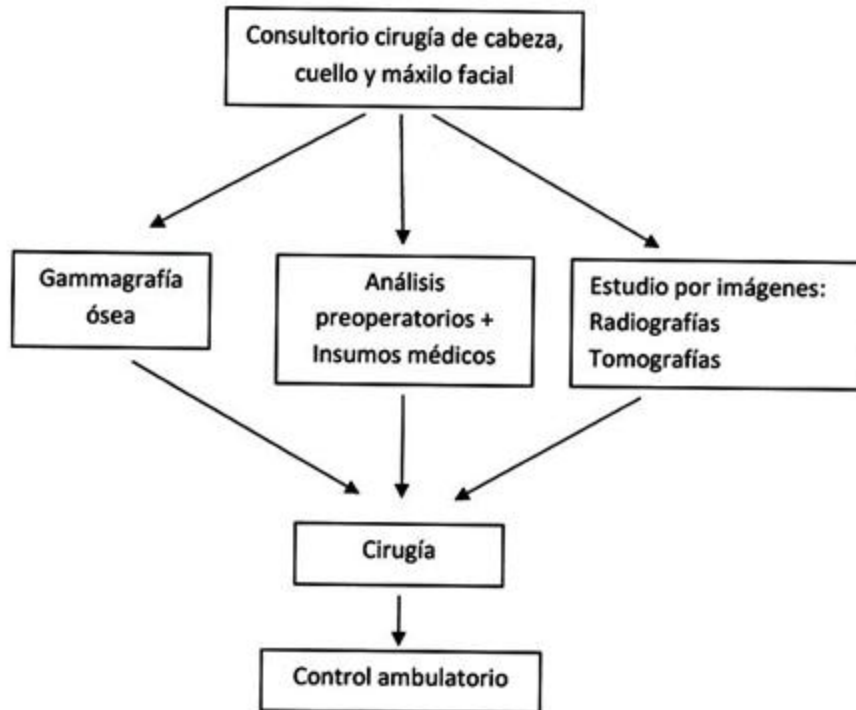 Consultorio cirugía de cabeza,
cuello y máxilo facial
Gammagrafía
ósea
Análisis
preoperatorios +
Insumos médicos
Estudio por imágenes:
Radiografías
Tomografías
Cirugía
Control ambulatorio